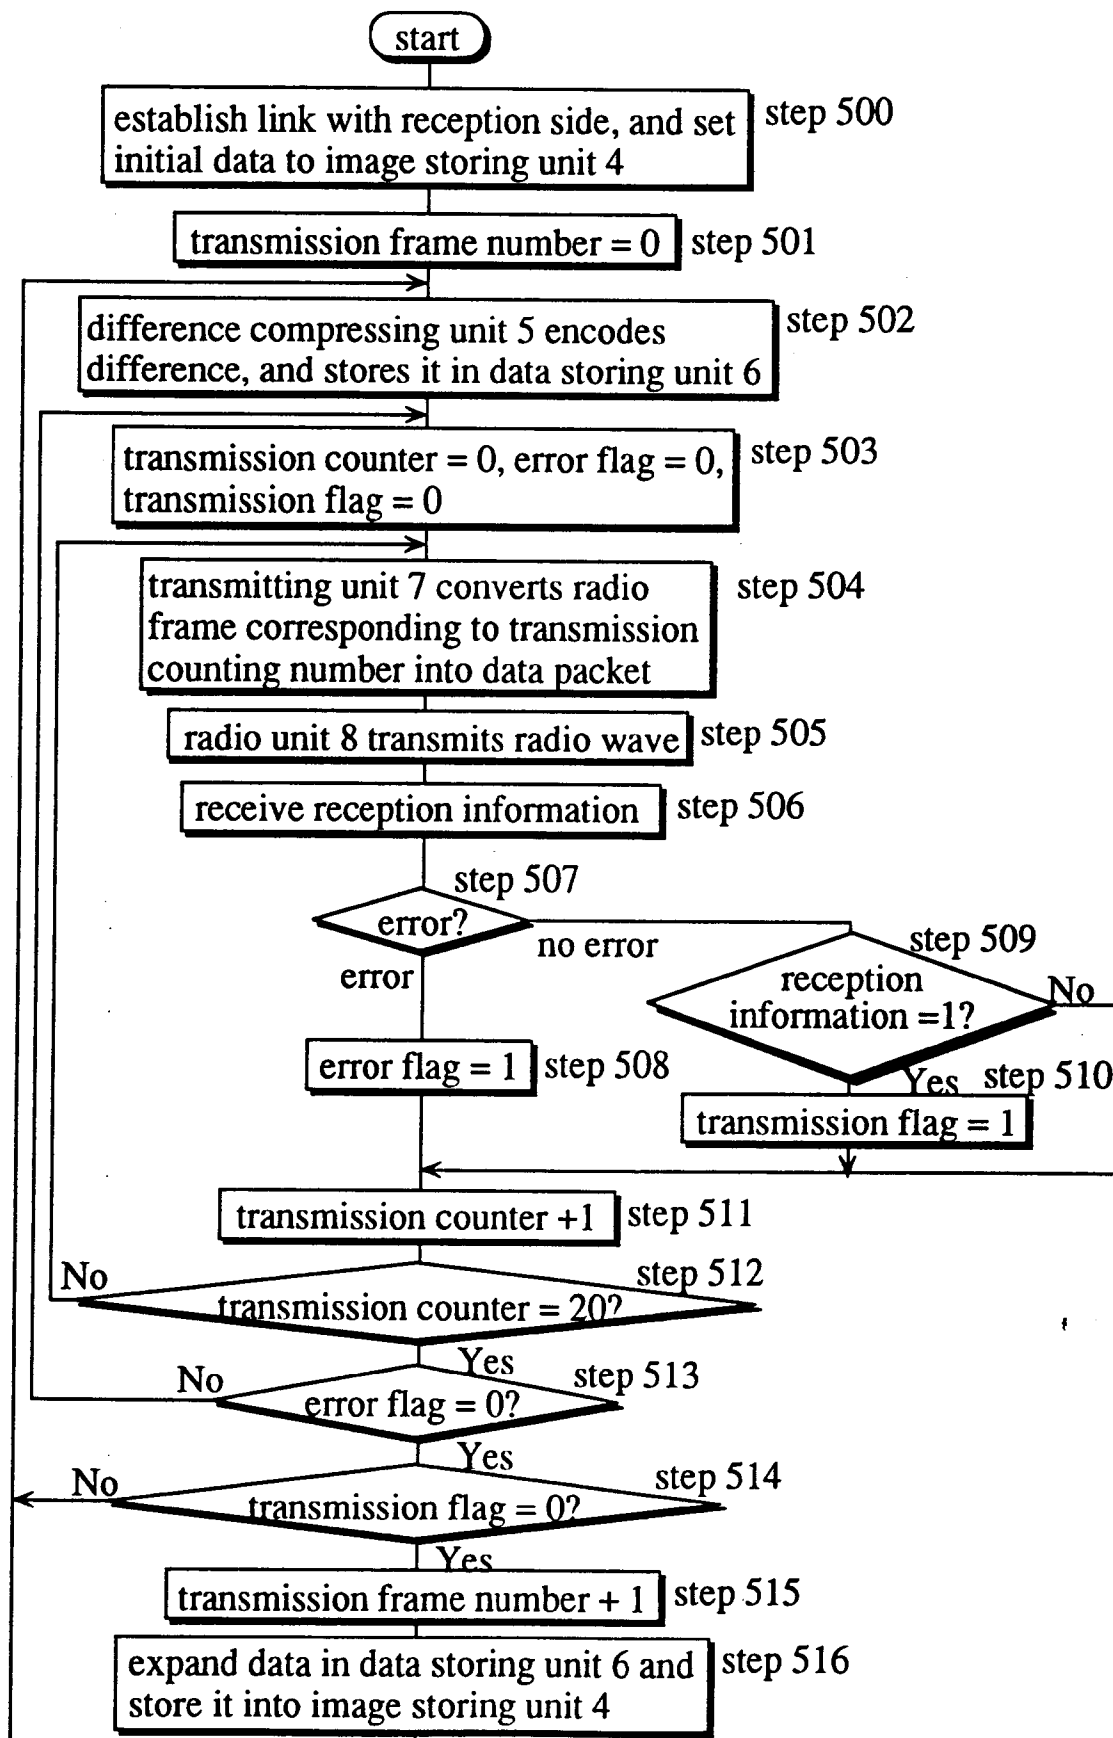 start
establish link with reception side, and set
initial data to image storing unit 4
step 500
transmission frame number = 0
step 501
difference compressing unit 5 encodes
difference, and stores it in data storing unit 6
step 502
transmission counter = 0, error flag = 0,
transmission flag = 0
step 503
transmitting unit 7 converts radio
frame corresponding to transmission
counting number into data packet
step 504
radio unit 8 transmits radio wave
step 505
receive reception information
step 506
step 507
error?
no error
error
step 509
reception
information =1?
No
error flag = 1
step 508
Yes
step 510
transmission flag = 1
transmission counter +1
step 511
No
step 512
transmission counter = 20?
Yes
No
step 513
error flag = 0?
Yes
No
step 514
transmission flag = 0?
Yes
transmission frame number + 1
step 515
expand data in data storing unit 6 and
store it into image storing unit 4
step 516